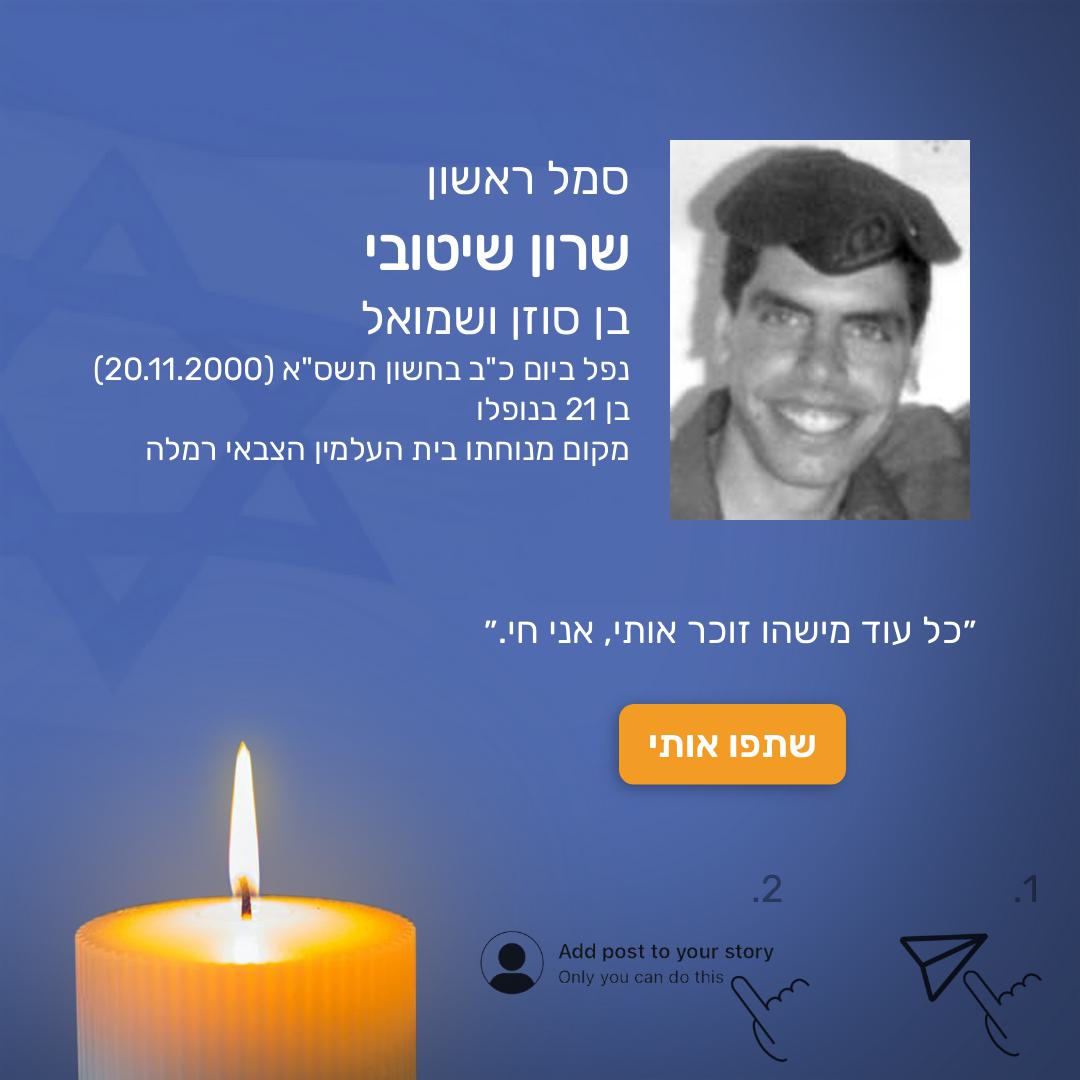 סמל ראשון
שרון שיטובי
בן סוזן ושמואל
נפל ביום כ"ב בחשון תשס"א (20.11.2000)
בן 21 בנופלו
מקום מנוחתו בית העלמין הצבאי רמלה
״כל עוד מישהו זוכר אותי, אני חי.״
שתפו אותי
1.
2.
Add post to your story
Only you can do this